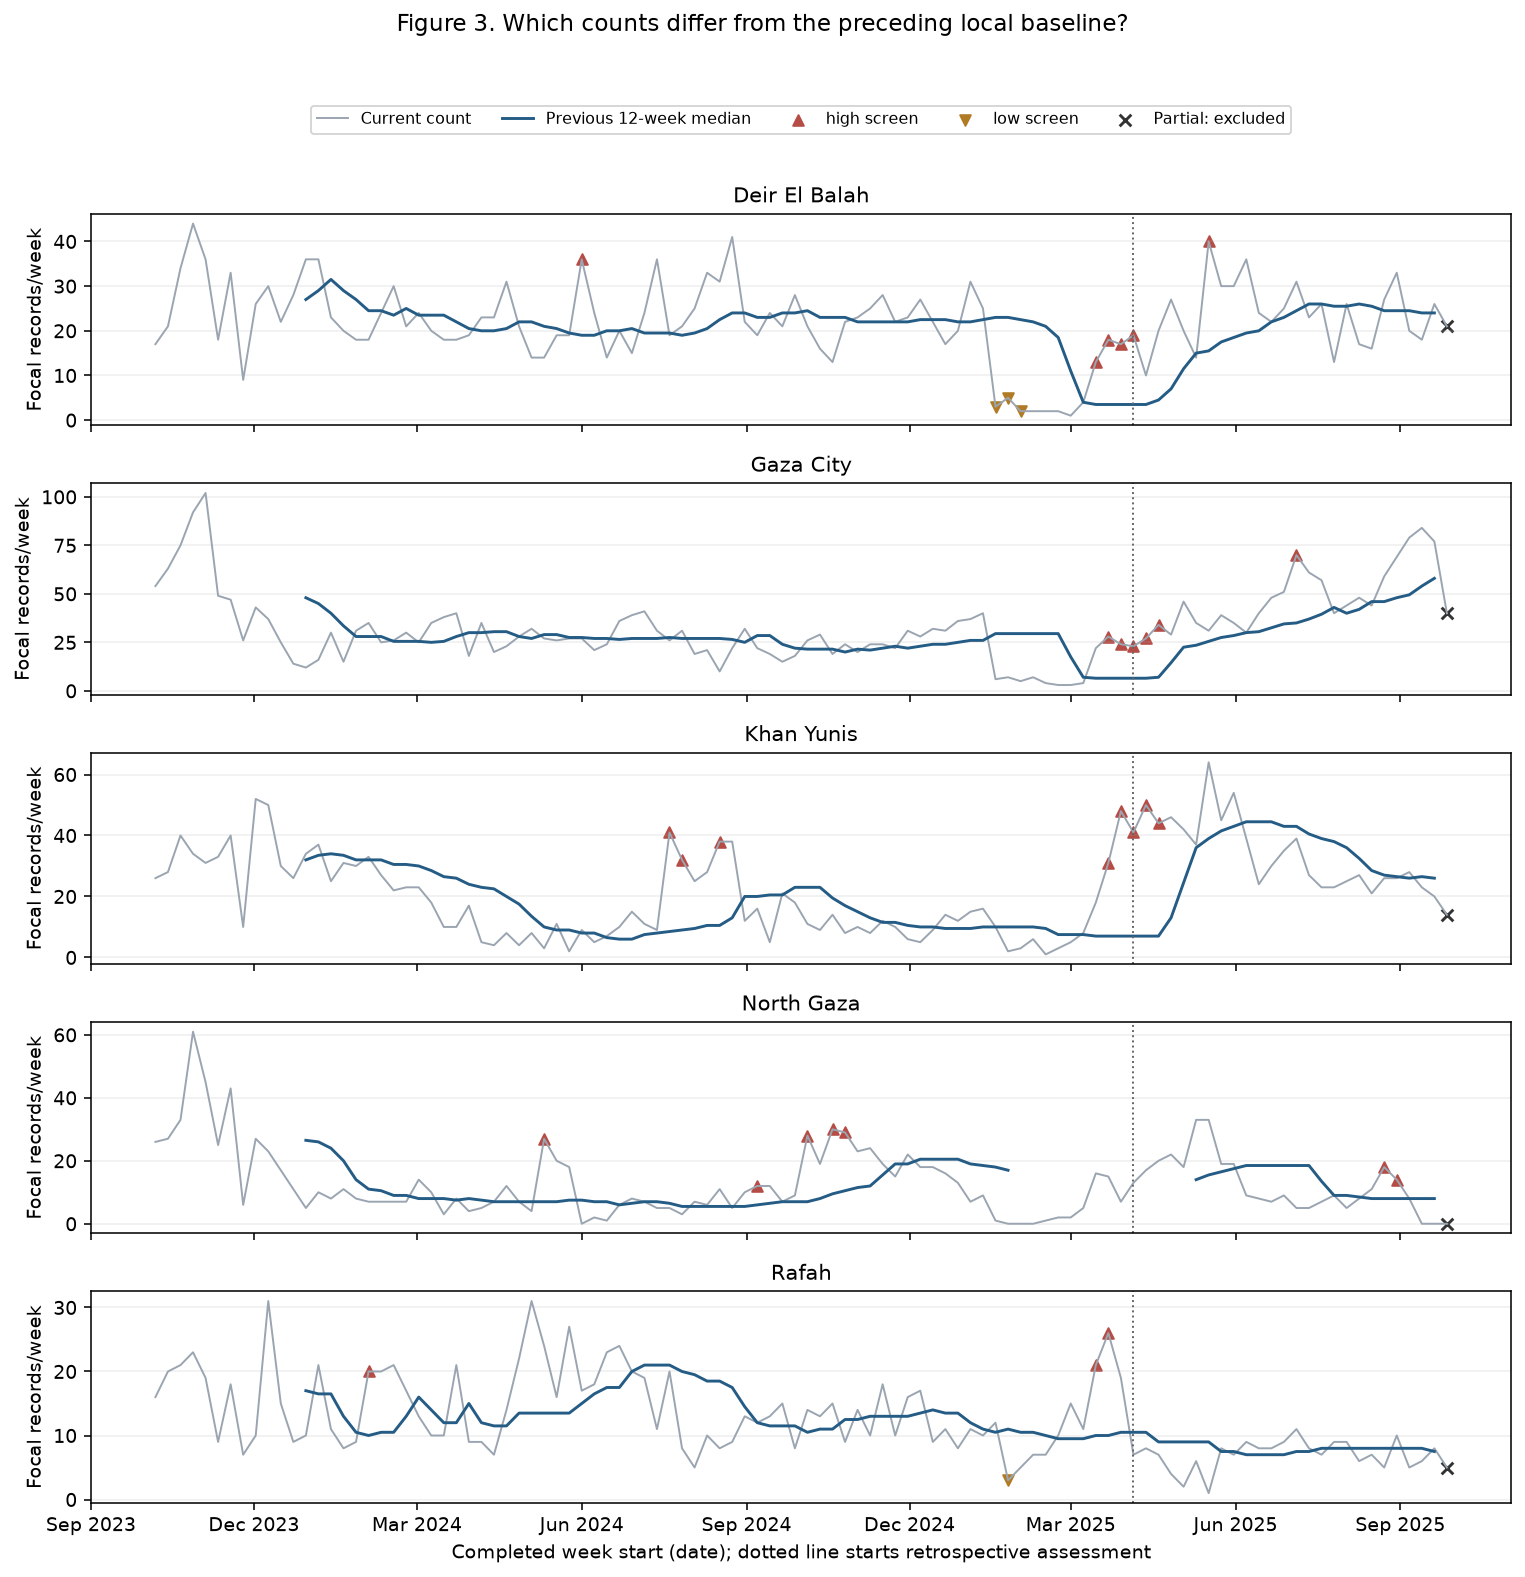 Figure 3. Which counts differ from the preceding local baseline?
Current count Previous 12-week median high screen low screen Partial: excluded
Deir El Balah
Focal records/week
40
30
20
10
0
Gaza City
Focal records/week
100
75
50
25
0
Khan Yunis
Focal records/week
60
40
20
0
North Gaza
Focal records/week
60
40
20
0
Rafah
Focal records/week
30
20
10
0
Sep 2023 Dec 2023 Mar 2024 Jun 2024 Sep 2024 Dec 2024 Mar 2025 Jun 2025 Sep 2025
Completed week start (date); dotted line starts retrospective assessment